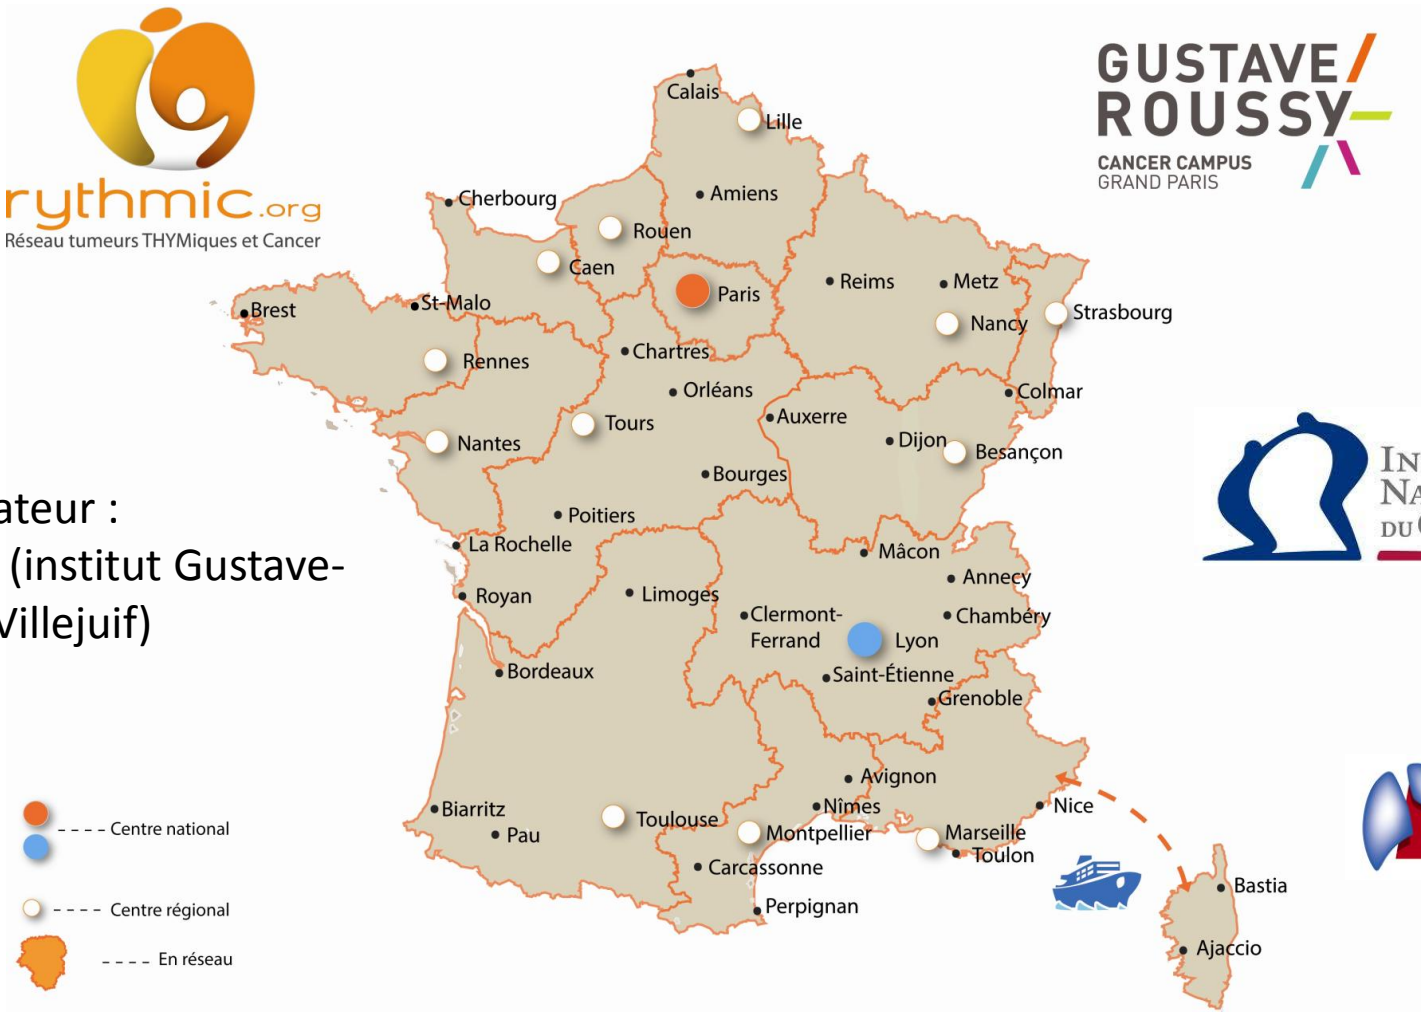 rythmic.org
Réseau tumeurs THYMiques et Cancer
GUSTAVE
ROUSSY
CANCER CAMPUS
GRAND PARIS
Calais
Lille
Amiens
Cherbourg
Rouen
Caen
Paris
Reims
Metz
Nancy
Strasbourg
Brest
St-Malo
Rennes
Chartres
Orléans
Colmar
Auxerre
Tours
Nantes
Dijon
Besançon
Bourges
Poitiers
ateur :
(institut Gustave-
Villejuif)
La Rochelle
Mâcon
Annecy
Royan
Limoges
Clermont-
Ferrand
Chambéry
Lyon
Bordeaux
Saint-Étienne
Grenoble
Avignon
Biarritz
Nîmes
Nice
Pau
Toulouse
Montpellier
Marseille
Toulon
Carcassonne
Perpignan
Bastia
Ajaccio
IN
NA
DU
Centre national
Centre régional
En réseau